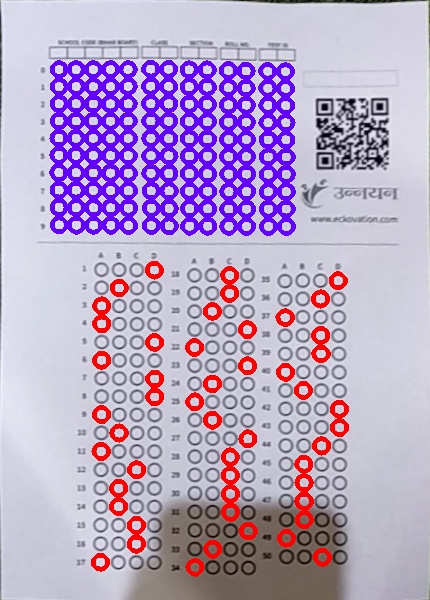 SCHOOL CODE (BIHAR BOARD) CLASS SECTION ROLL NO. TEST ID
0
1
2
3
4
5
6
7
8
9
उन्नयन
www.eckovation.com
A B C D A B C D A B C D
1 18 35
2 19 36
3 20 37
4 21 38
5 22 39
6 23 40
7 24 41
8 25 42
9 26 43
10 27 44
11 28 45
12 29 46
13 30 47
14 31 48
15 32 49
16 33 50
17 34